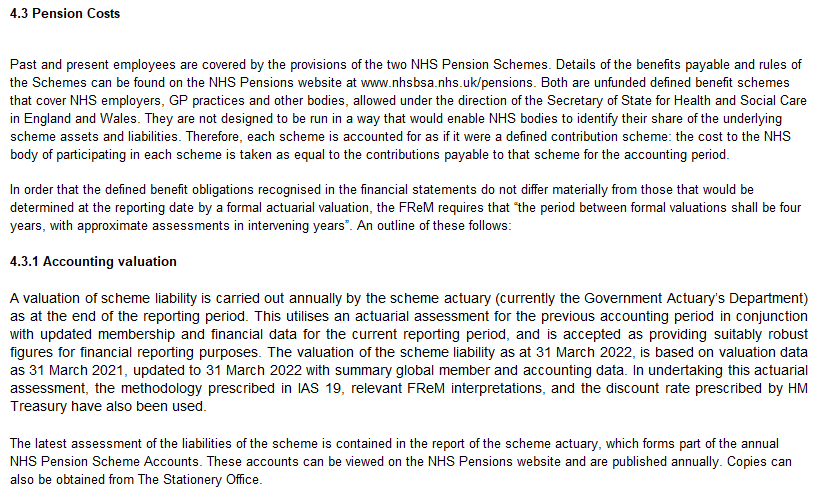 4.3 Pension Costs
Past and present employees are covered by the provisions of the two NHS Pension Schemes. Details of the benefits payable and rules of
the Schemes can be found on the NHS Pensions website at www.nhsbsa.nhs.uk/pensions. Both are unfunded defined benefit schemes
that cover NHS employers, GP practices and other bodies, allowed under the direction of the Secretary of State for Health and Social Care
in England and Wales. They are not designed to be run in a way that would enable NHS bodies to identify their share of the underlying
scheme assets and liabilities. Therefore, each scheme is accounted for as if it were a defined contribution scheme: the cost to the NHS
body of participating in each scheme is taken as equal to the contributions payable to that scheme for the accounting period.
In order that the defined benefit obligations recognised in the financial statements do not differ materially from those that would be
determined at the reporting date by a formal actuarial valuation, the FReM requires that “the period between formal valuations shall be four
years, with approximate assessments in intervening years”. An outline of these follows:
4.3.1 Accounting valuation
A valuation of scheme liability is carried out annually by the scheme actuary (currently the Government Actuary’s Department)
as at the end of the reporting period. This utilises an actuarial assessment for the previous accounting period in conjunction
with updated membership and financial data for the current reporting period, and is accepted as providing suitably robust
figures for financial reporting purposes. The valuation of the scheme liability as at 31 March 2022, is based on valuation data
as 31 March 2021, updated to 31 March 2022 with summary global member and accounting data. In undertaking this actuarial
assessment, the methodology prescribed in IAS 19, relevant FReM interpretations, and the discount rate prescribed by HM
Treasury have also been used.
The latest assessment of the liabilities of the scheme is contained in the report of the scheme actuary, which forms part of the annual
NHS Pension Scheme Accounts. These accounts can be viewed on the NHS Pensions website and are published annually. Copies can
also be obtained from The Stationery Office.